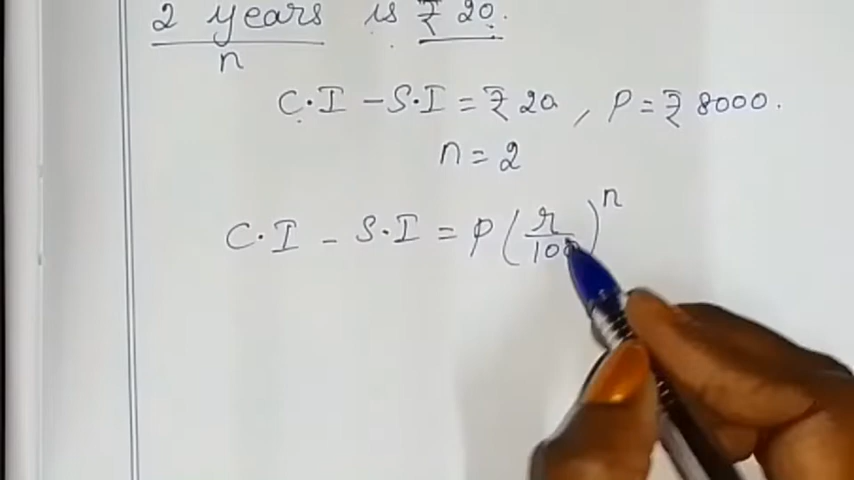 2 years is ₹ 20.
n
C.I - S.I = ₹ 20, P = ₹ 8000.
n = 2
C.I - S.I = P (r/100)^n